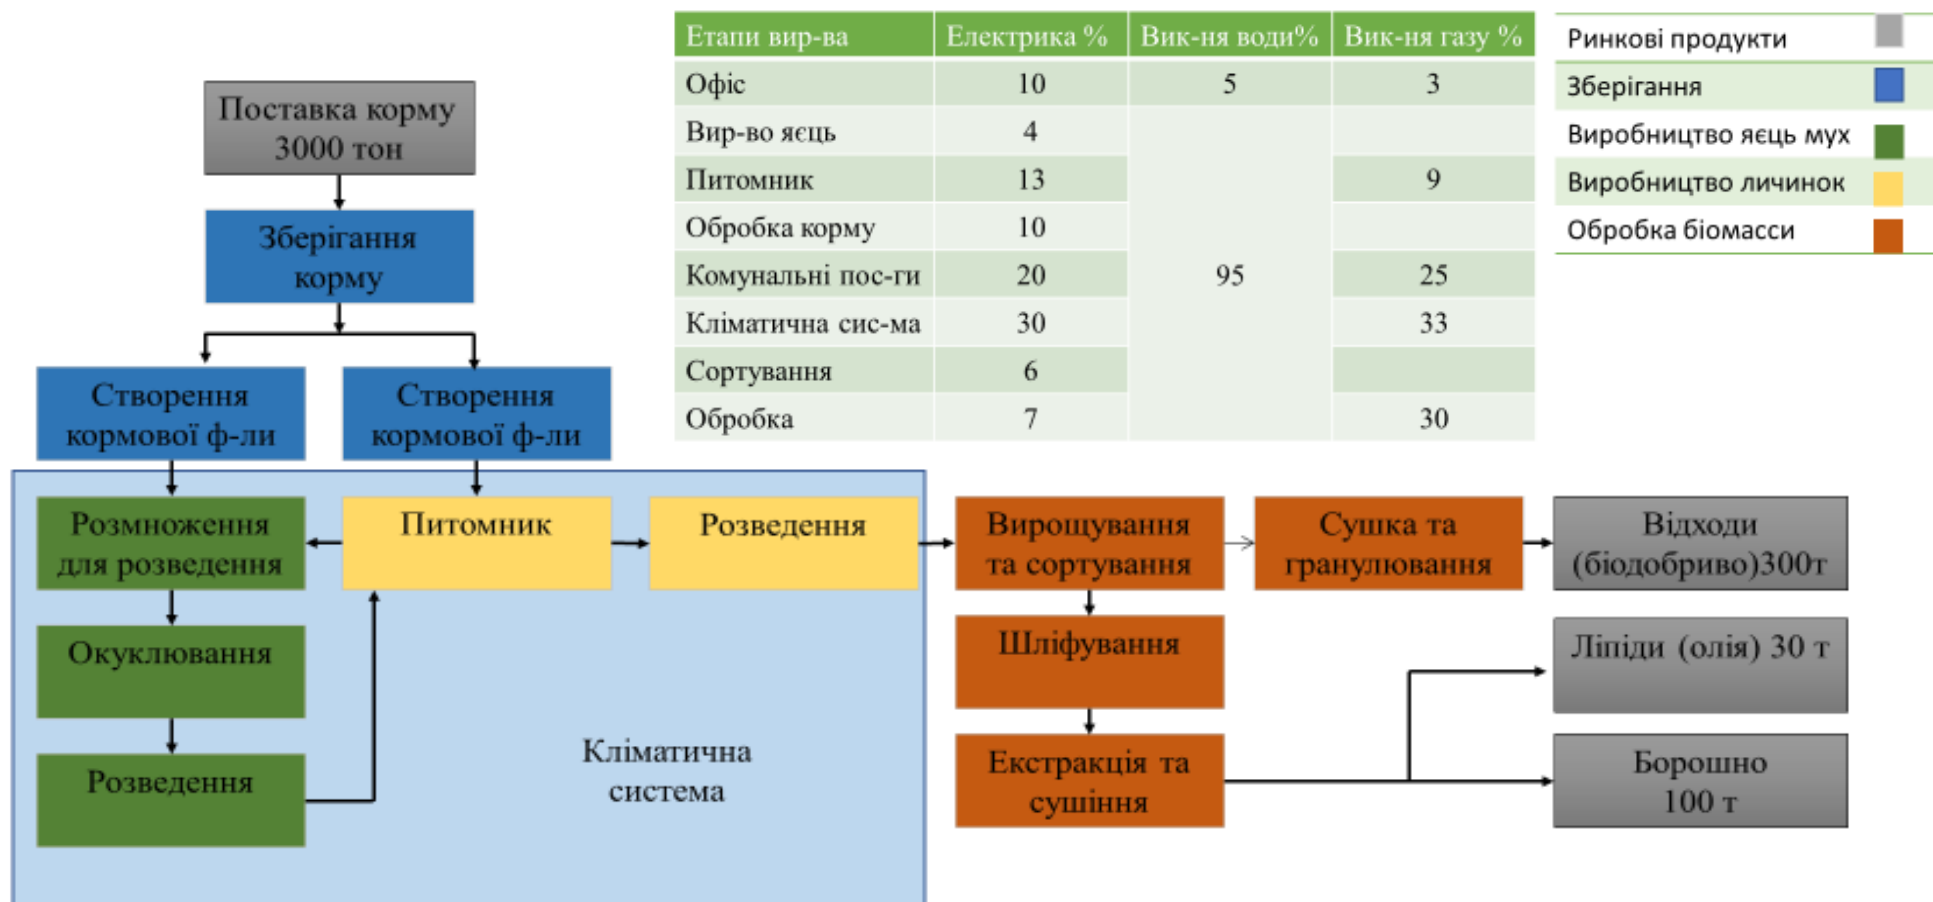 Етапи вир-ва Електрика % Вик-ня води% Вик-ня газу %
Офіс 10 5 3
Вир-во яєць 4
Питомник 13 9
Обробка корму 10
Комунальні пос-ги 20 95 25
Кліматична сис-ма 30 33
Сортування 6
Обробка 7 30
Ринкові продукти
Зберігання
Виробництво яєць мух
Виробництво личинок
Обробка біомасси
Поставка корму
3000 тон
Зберігання
корму
Створення
кормової ф-ли
Створення
кормової ф-ли
Розмноження
для розведення
Питомник
Розведення
Вирощування
та сортування
Сушка та
гранулювання
Відходи
(біодобриво)300т
Окуклювання
Шліфування
Ліпіди (олія) 30 т
Розведення
Кліматична
система
Екстракція та
сушіння
Борошно
100 т